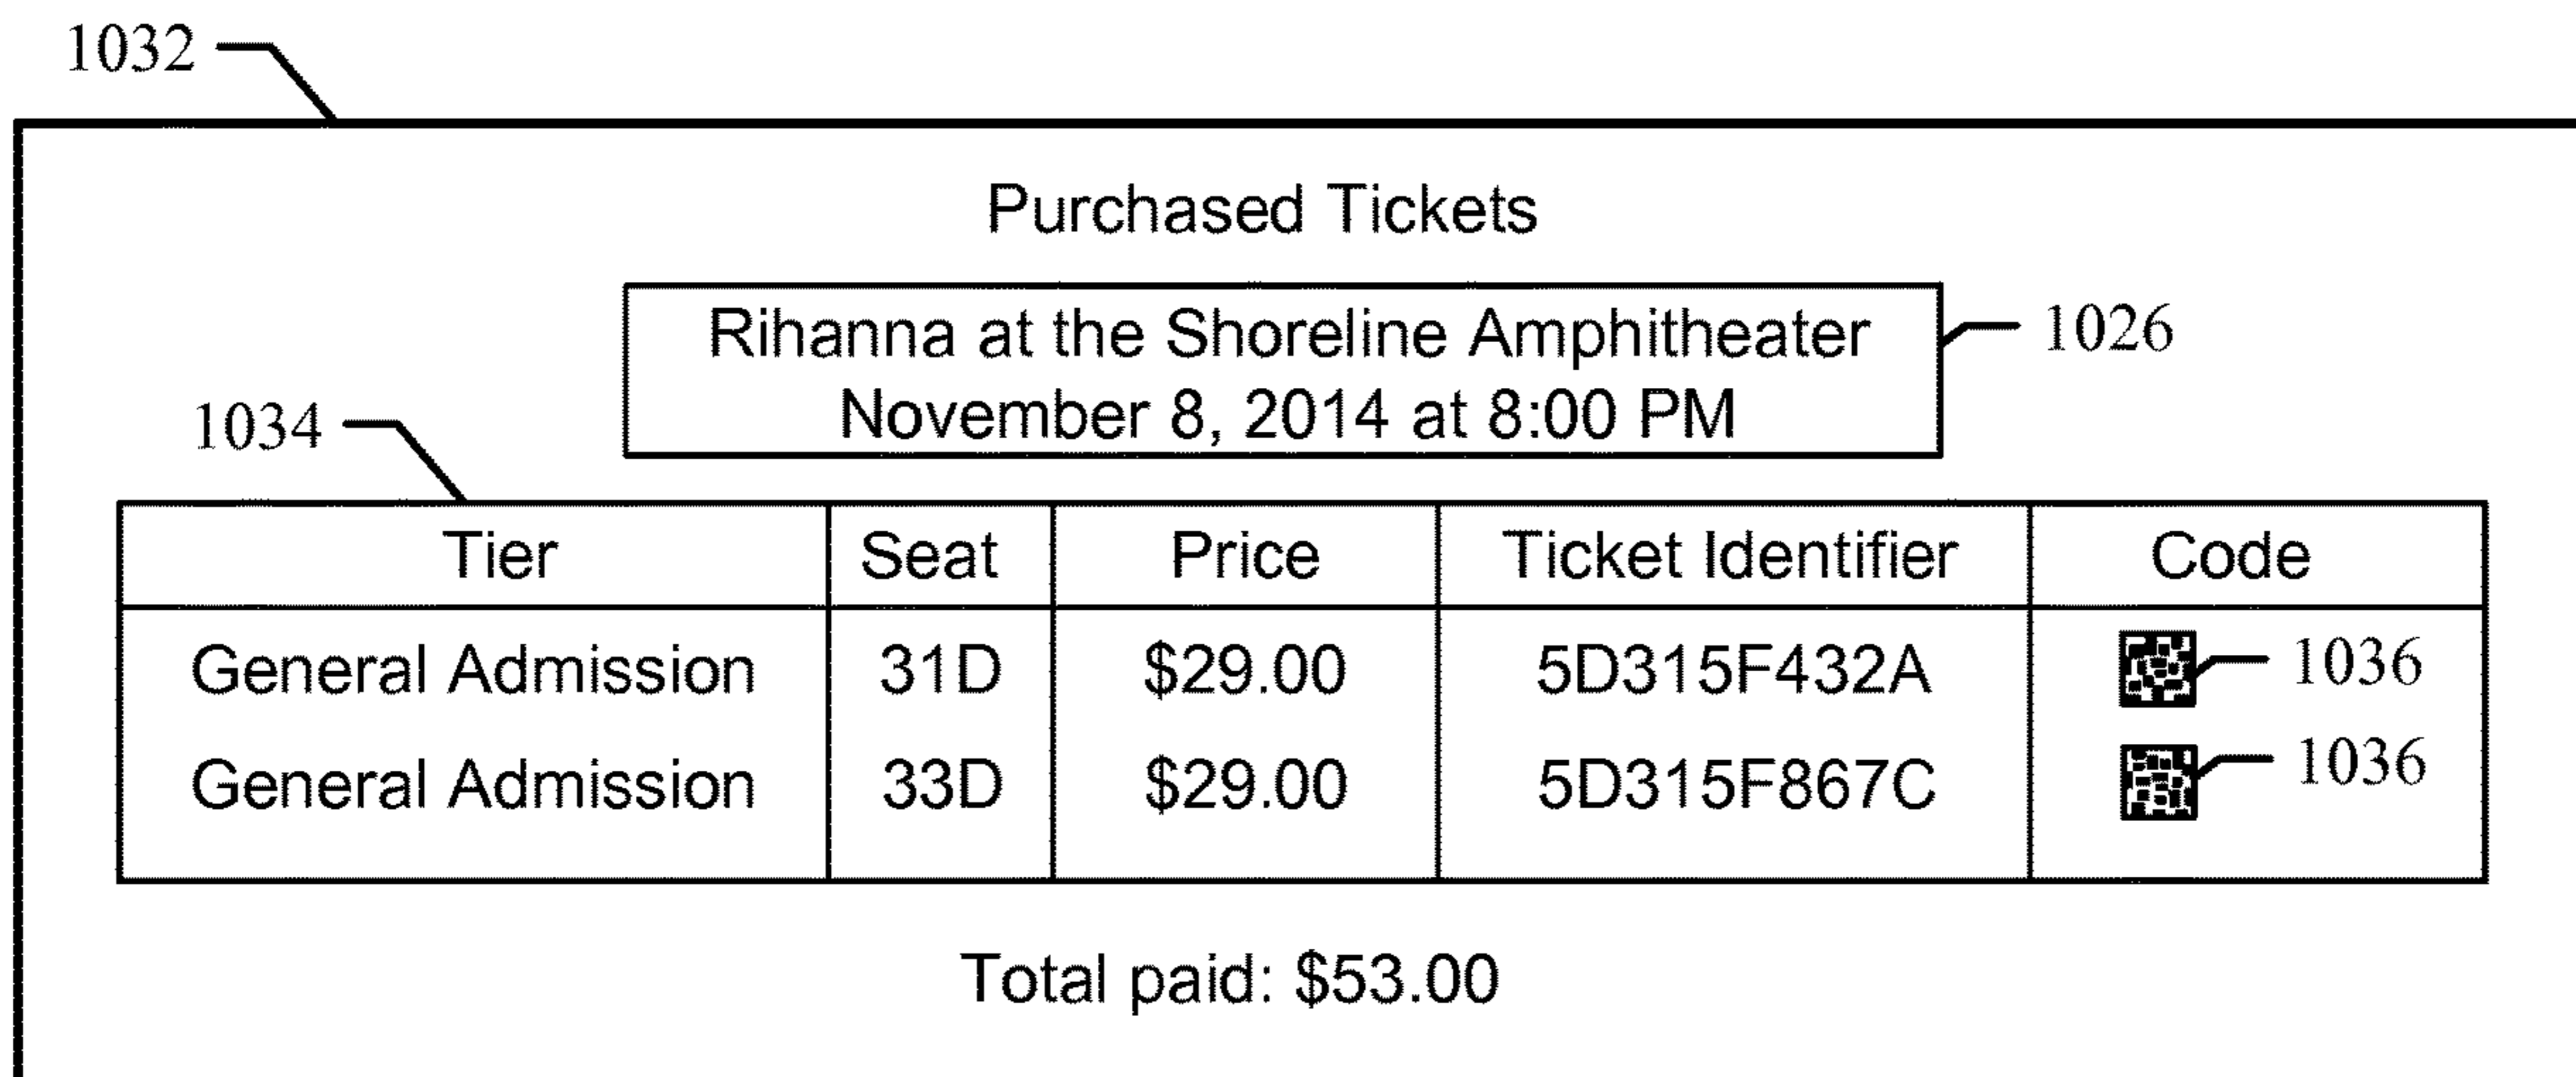 1032
Purchased Tickets
Rihanna at the Shoreline Amphitheater
November 8, 2014 at 8:00 PM
1026
1034
Tier Seat Price Ticket Identifier Code
General Admission 31D $29.00 5D315F432A 1036
General Admission 33D $29.00 5D315F867C 1036
Total paid: $53.00